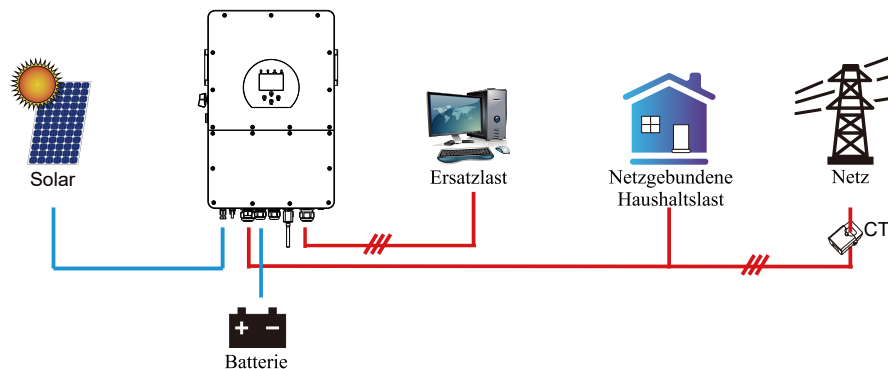 Solar
Ersatzlast
Netzgebundene
Haushaltslast
Netz
CT
Batterie